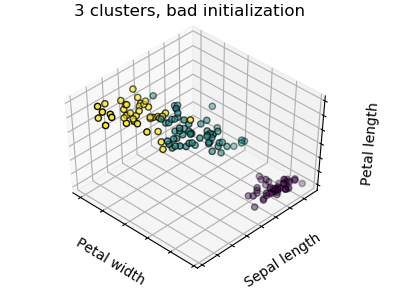 3 clusters, bad initialization
Petal length
Petal width
Sepal length